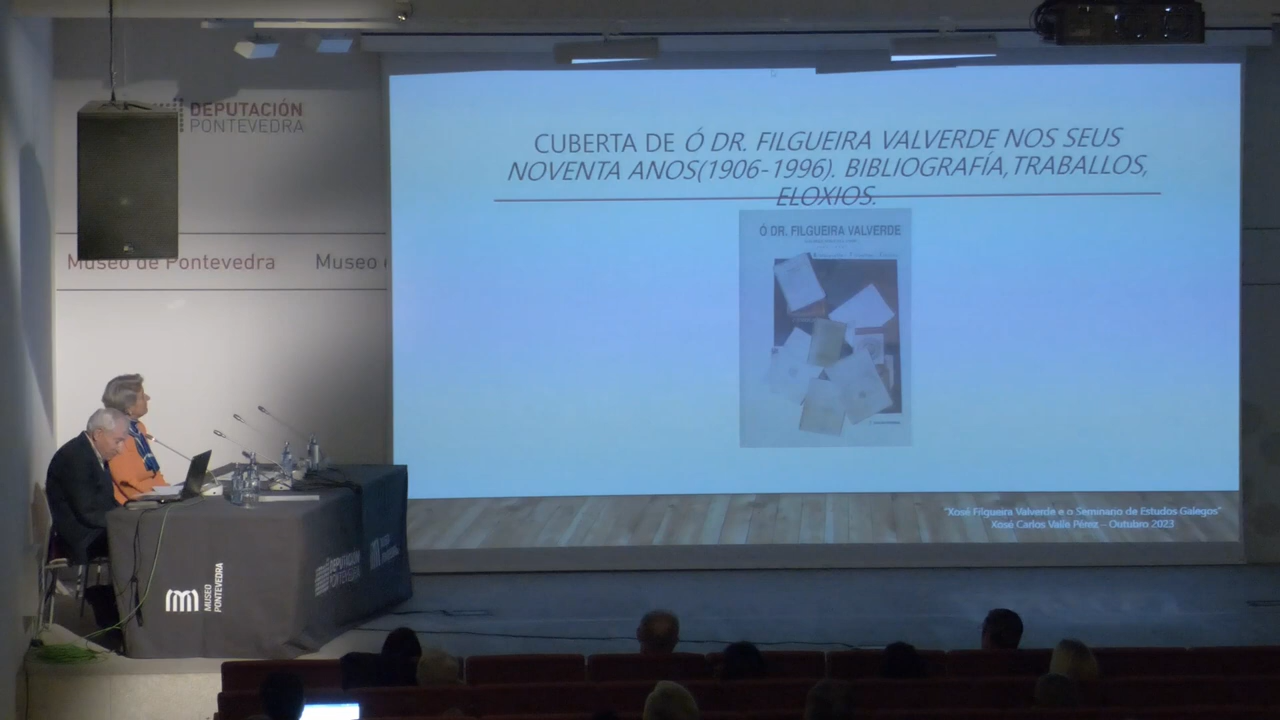 DEPUTACIÓN
PONTEVEDRA
Museo de Pontevedra
Museo
CUBERTA DE Ó DR. FILGUEIRA VALVERDE NOS SEUS
NOVENTA ANOS(1906-1996). BIBLIOGRAFÍA,TRABALLOS,
ELOXIOS.
Ó DR. FILGUEIRA VALVERDE
"Xosé Filgueira Valverde e o Seminario de Estudos Galegos"
Xosé Carlos Valle Pérez – Outubro 2023
MUSEO
PONTEVEDRA
DEPUTACIÓN
PONTEVEDRA